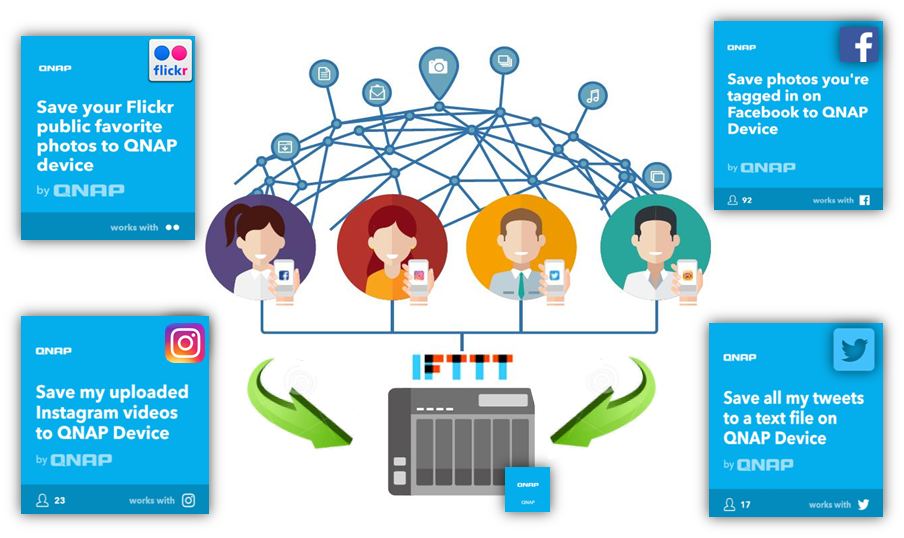 flickr
QNAP
Save your Flickr
public favorite
photos to QNAP
device
by QNAP
works with
f
QNAP
Save photos you're
tagged in on
Facebook to QNAP
Device
by QNAP
92
works with f
f
QNAP
Save my uploaded
Instagram videos
to QNAP Device
by QNAP
23
works with
IFTTT
QNAP
QNAP
QNAP
Save all my tweets
to a text file on
QNAP Device
by QNAP
17
works with